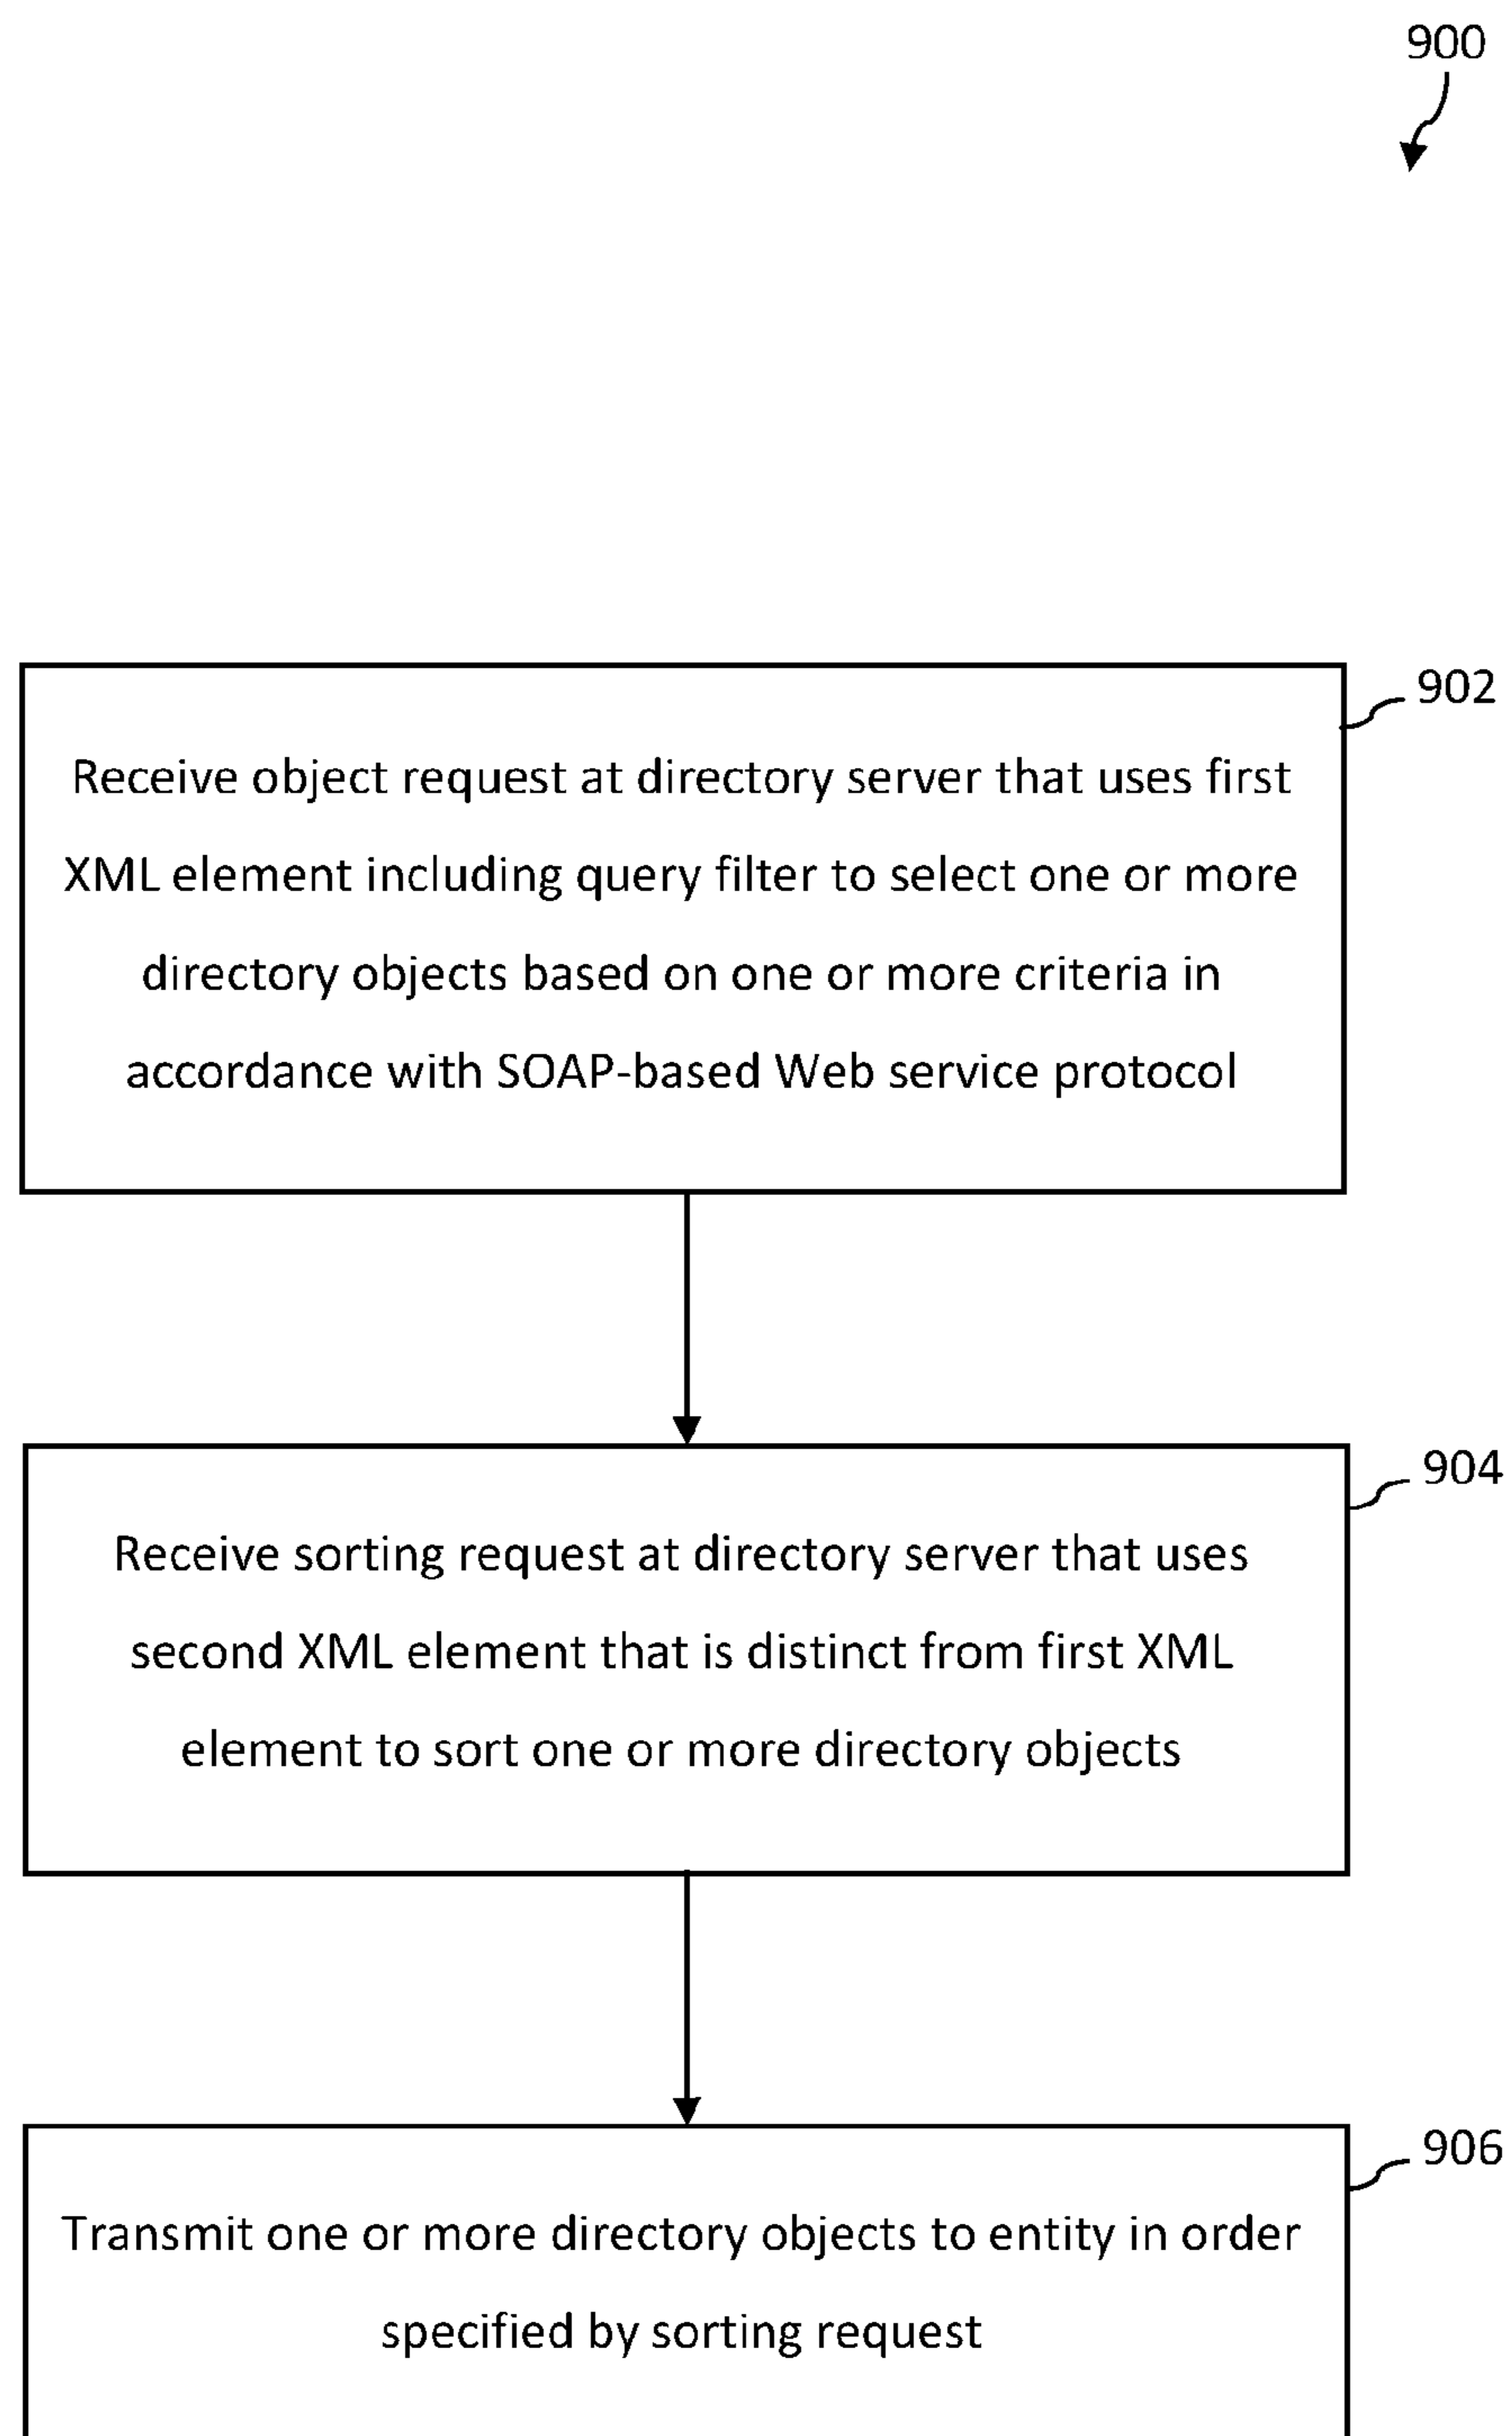 900
902
Receive object request at directory server that uses first
XML element including query filter to select one or more
directory objects based on one or more criteria in
accordance with SOAP-based Web service protocol
904
Receive sorting request at directory server that uses
second XML element that is distinct from first XML
element to sort one or more directory objects
906
Transmit one or more directory objects to entity in order
specified by sorting request